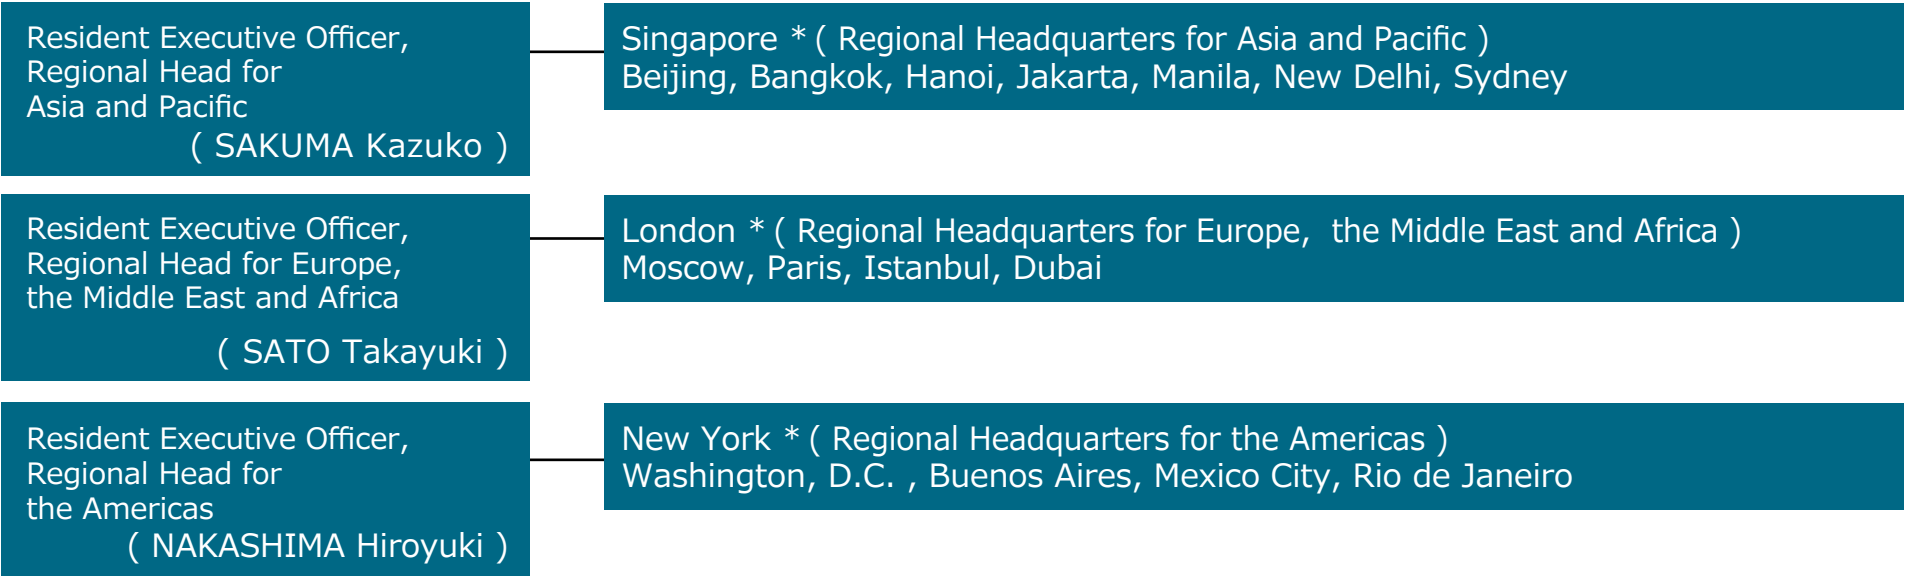 Resident Executive Officer,
Regional Head for
Asia and Pacific
( SAKUMA Kazuko )
Singapore * ( Regional Headquarters for Asia and Pacific )
Beijing, Bangkok, Hanoi, Jakarta, Manila, New Delhi, Sydney
Resident Executive Officer,
Regional Head for Europe,
the Middle East and Africa
( SATO Takayuki )
London * ( Regional Headquarters for Europe, the Middle East and Africa )
Moscow, Paris, Istanbul, Dubai
Resident Executive Officer,
Regional Head for
the Americas
( NAKASHIMA Hiroyuki )
New York * ( Regional Headquarters for the Americas )
Washington, D.C. , Buenos Aires, Mexico City, Rio de Janeiro